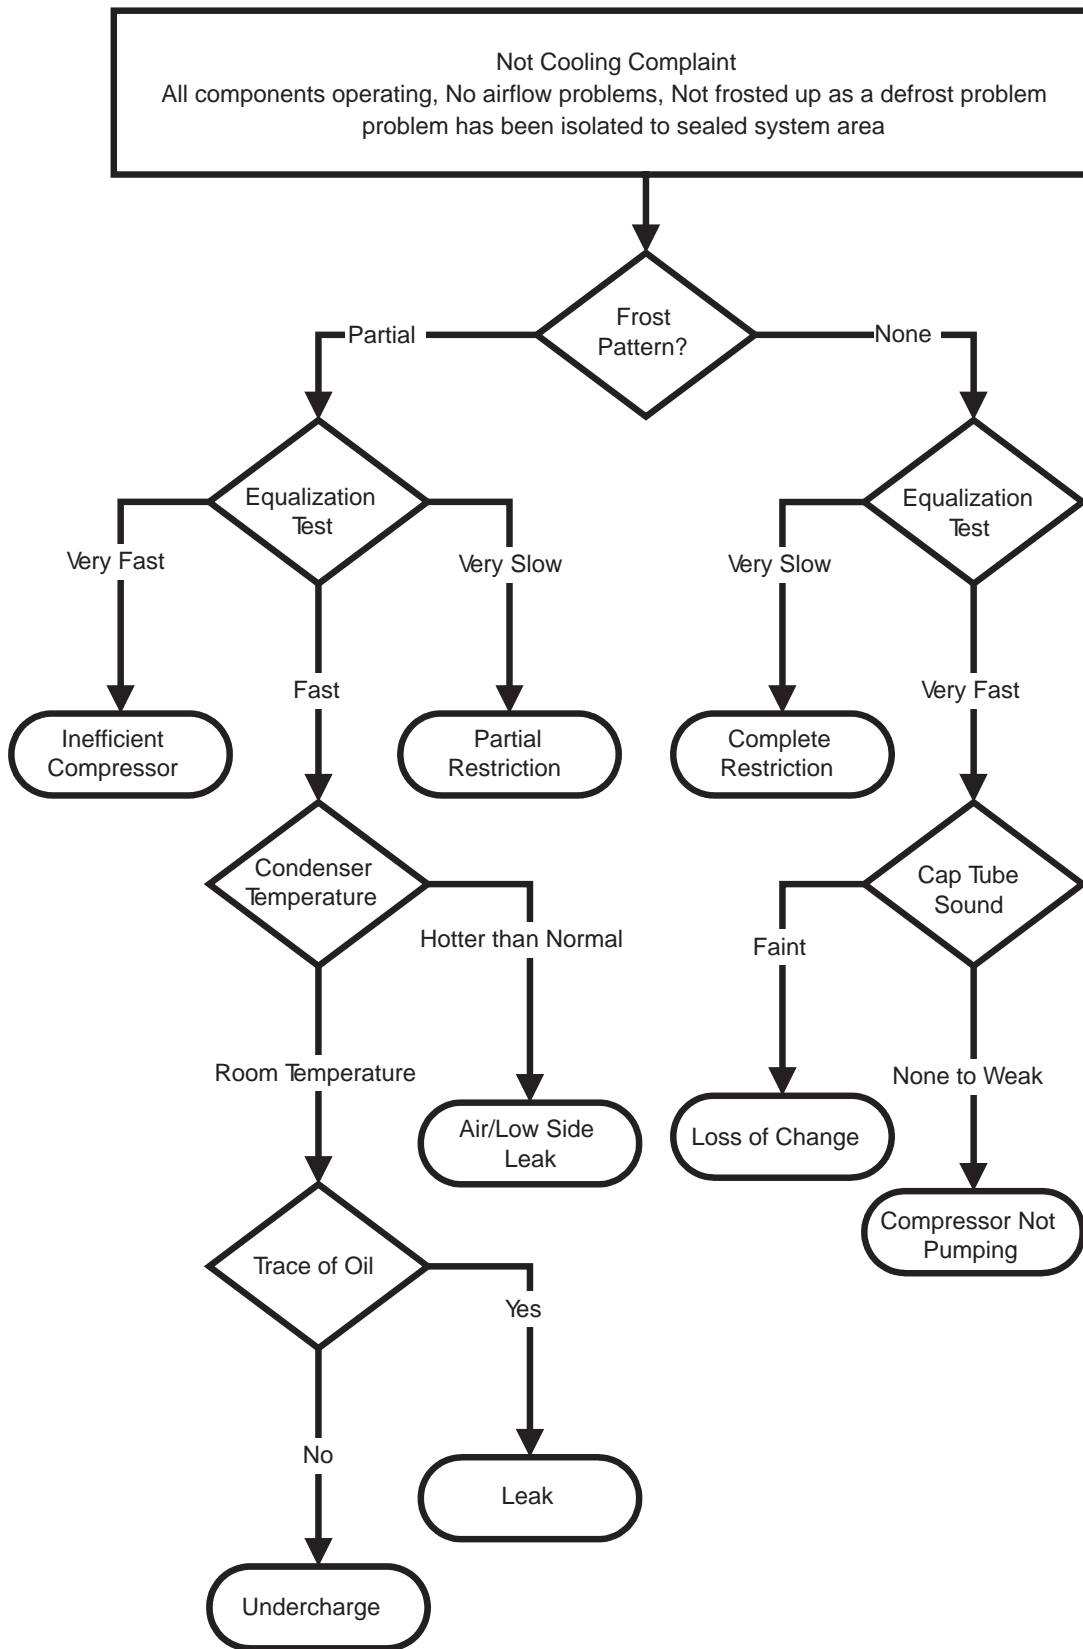 Not Cooling Complaint
All components operating, No airflow problems, Not frosted up as a defrost problem
problem has been isolated to sealed system area
Frost
Pattern?
Partial
None
Equalization
Test
Equalization
Test
Very Fast
Very Slow
Very Slow
Fast
Very Fast
Inefficient
Compressor
Partial
Restriction
Complete
Restriction
Condenser
Temperature
Cap Tube
Sound
Hotter than Normal
Faint
Room Temperature
None to Weak
Air/Low Side
Leak
Loss of Change
Compressor Not
Pumping
Trace of Oil
Yes
No
Leak
Undercharge